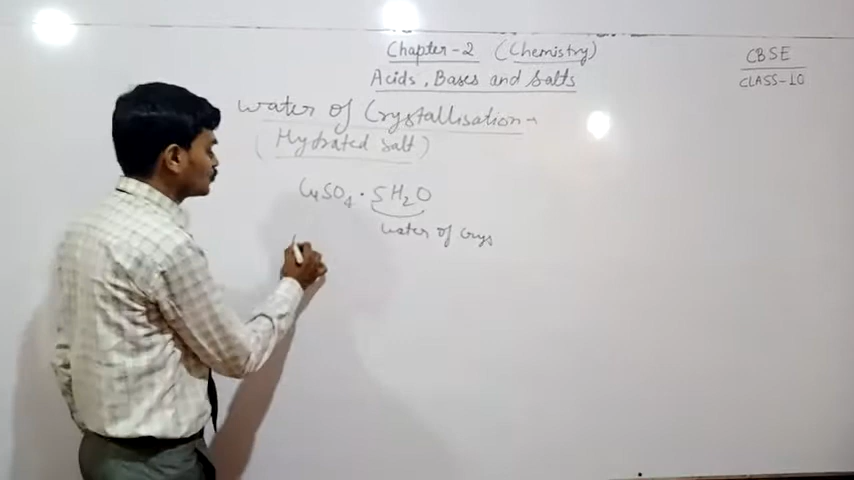 Chapter-2 (Chemistry)
CBSE
Acids, Bases and Salts
CLASS-10
Water of Crystallisation-
(Hydrated Salt)
CuSO₄ · 5H₂O
water of Crys